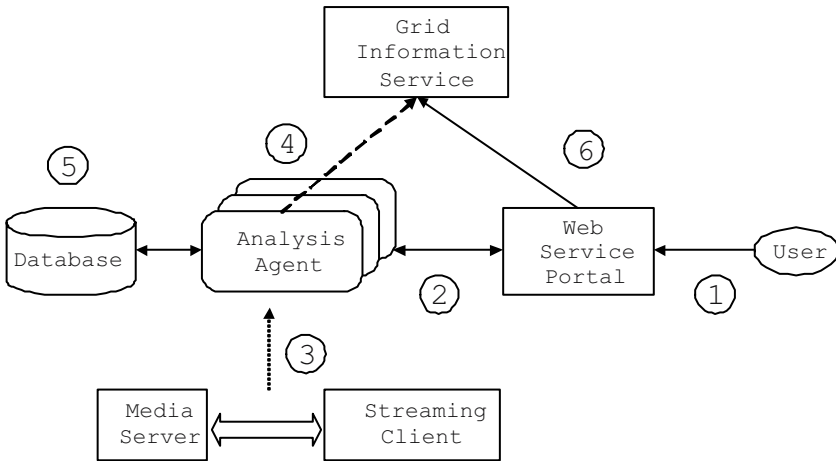 Grid
Information
Service
4
6
5
Database
Analysis
Agent
Web
Service
Portal
User
2
1
3
Media
Server
Streaming
Client